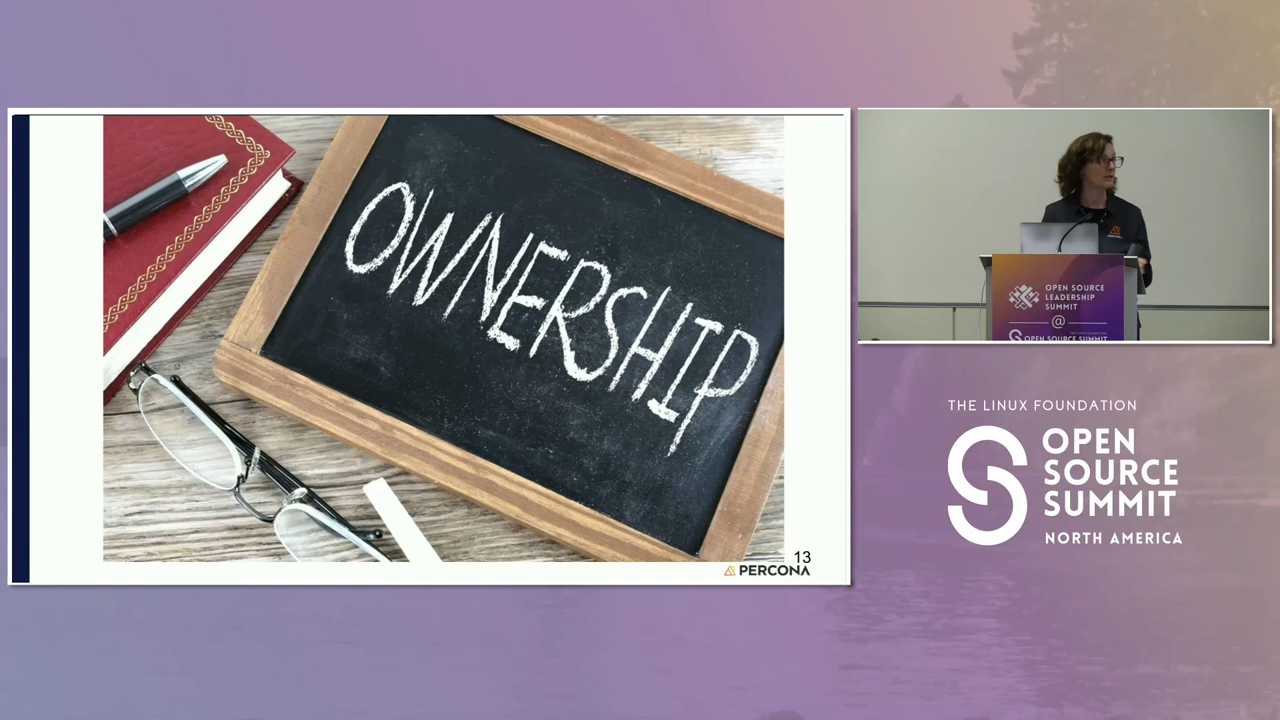 OWNERSHIP
13
PERCONA
OPEN SOURCE
LEADERSHIP
SUMMIT
@
OPEN SOURCE SUMMIT
THE LINUX FOUNDATION
OPEN
SOURCE
SUMMIT
NORTH AMERICA